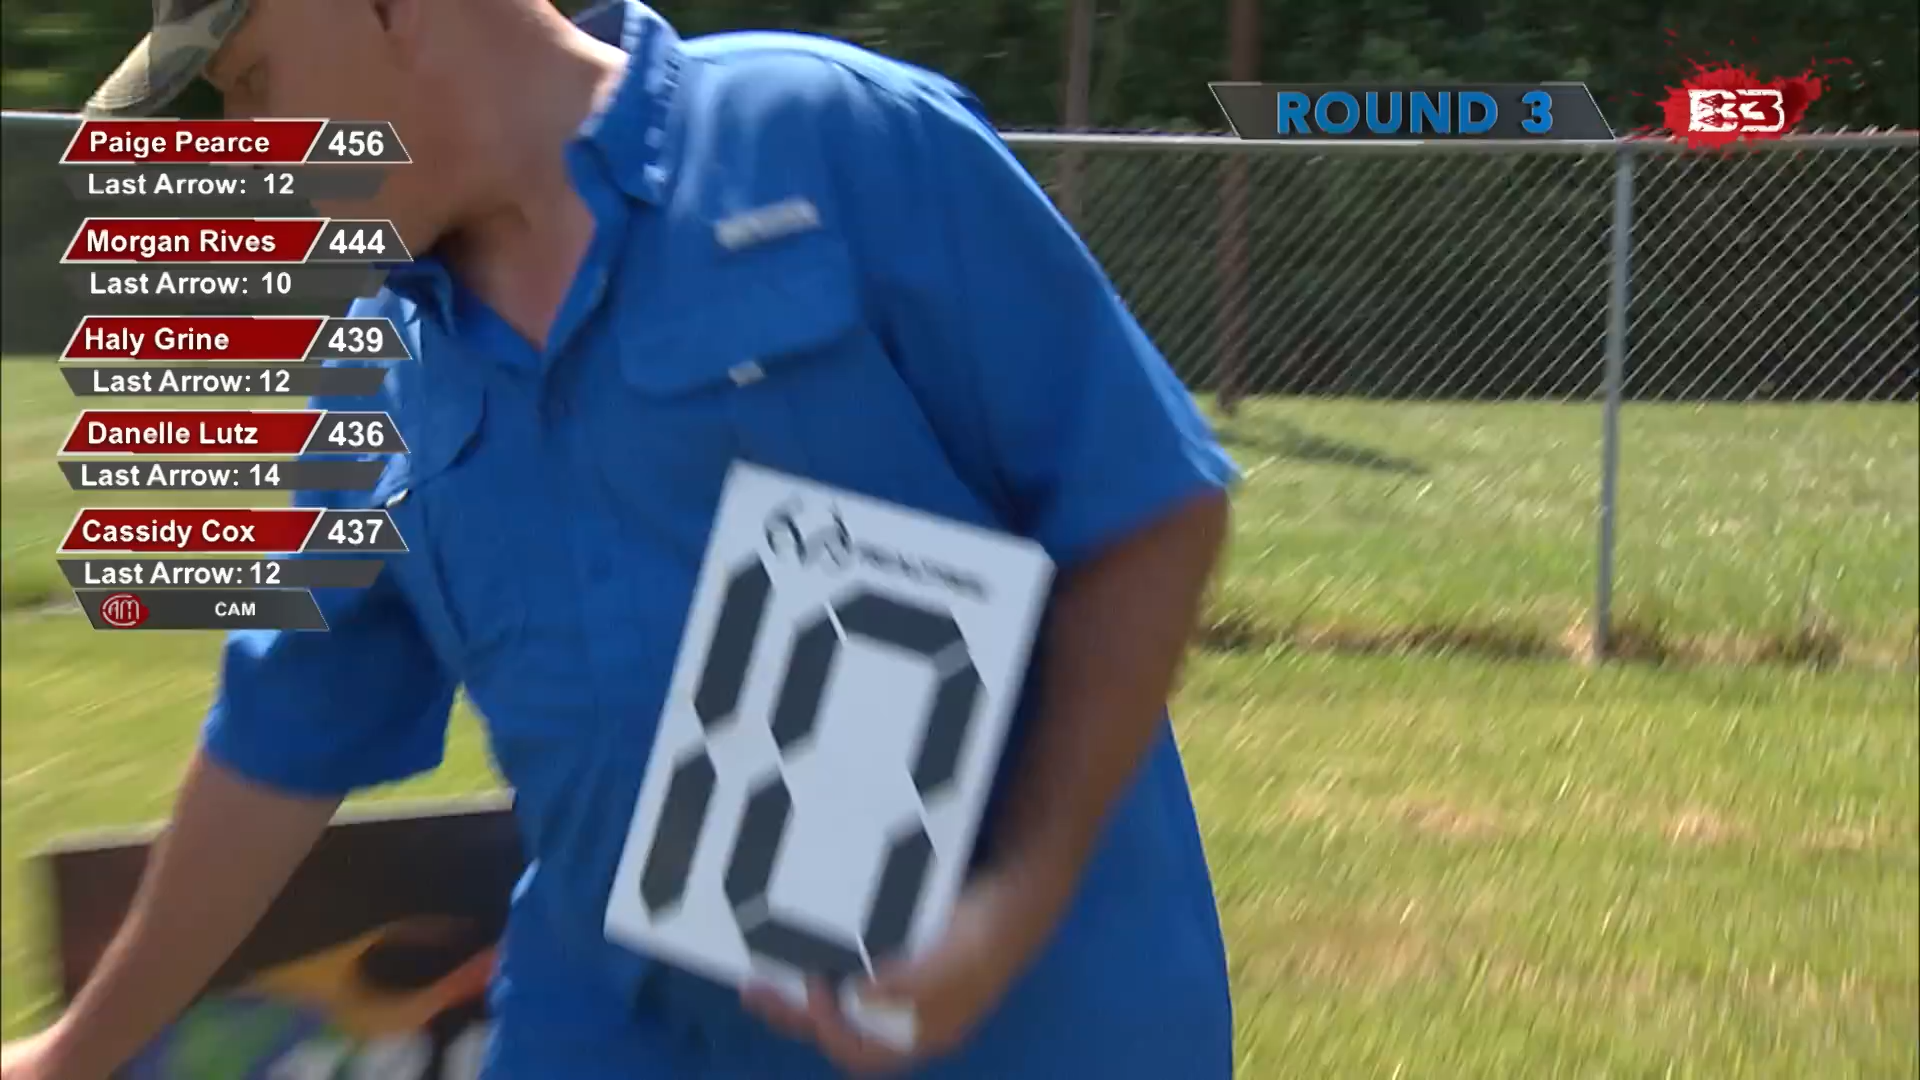 ROUND 3
B3
Paige Pearce 456
Last Arrow: 12
Morgan Rives 444
Last Arrow: 10
Haly Grine 439
Last Arrow: 12
Danelle Lutz 436
Last Arrow: 14
Cassidy Cox 437
Last Arrow: 12
CAM
10